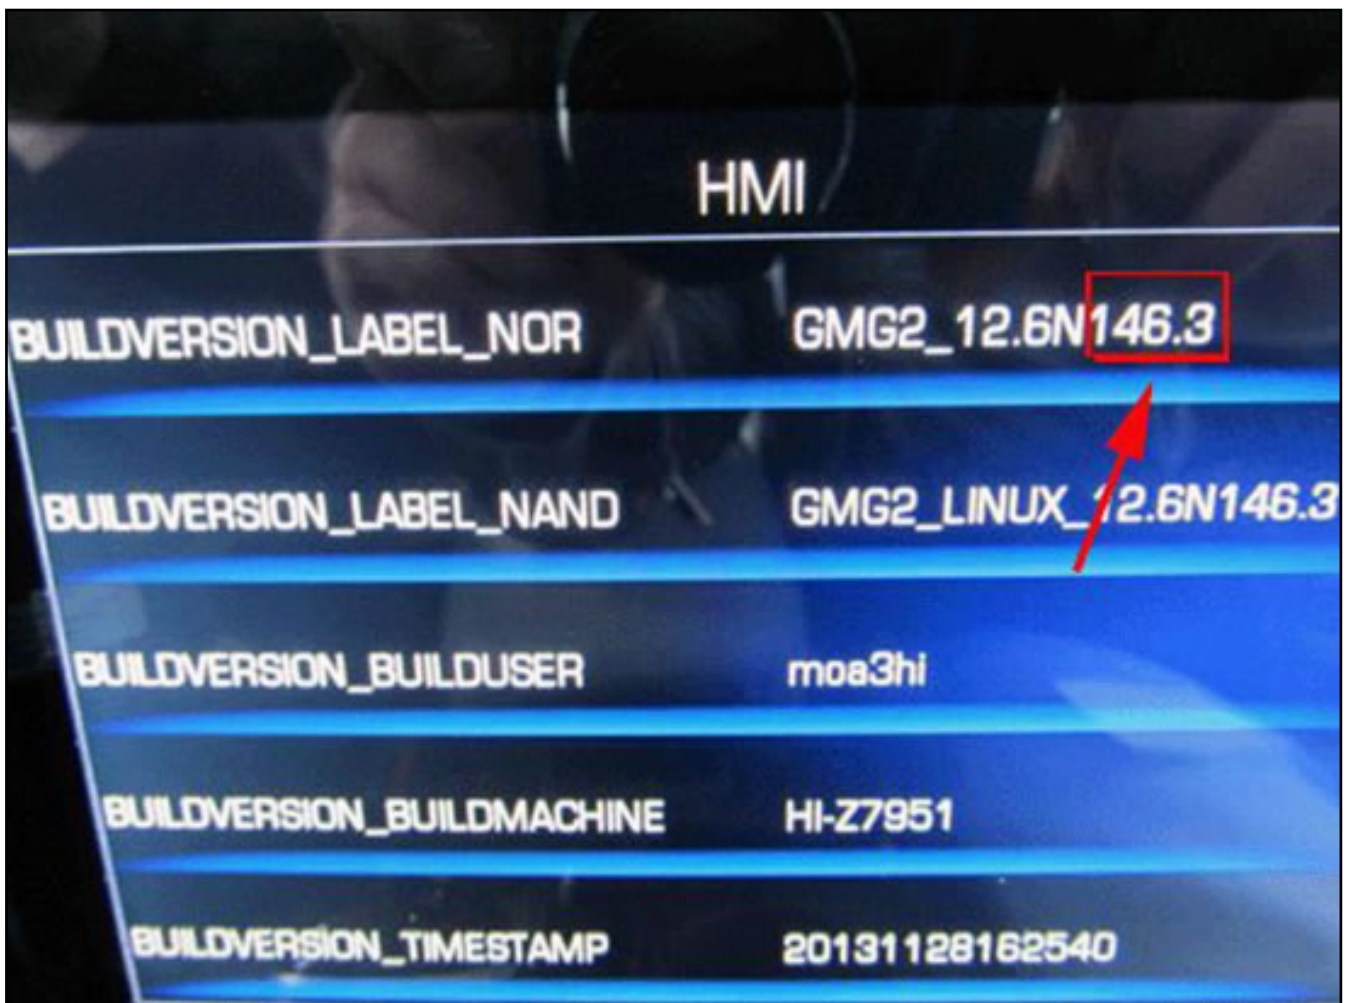 HMI
BUILDVERSION_LABEL_NOR GMG2_12.6N146.3
BUILDVERSION_LABEL_NAND GMG2_LINUX_12.6N146.3
BUILDVERSION_BUILDUSER moa3hi
BUILDVERSION_BUILDMACHINE HI-Z7951
BUILDVERSION_TIMESTAMP 20131128162540